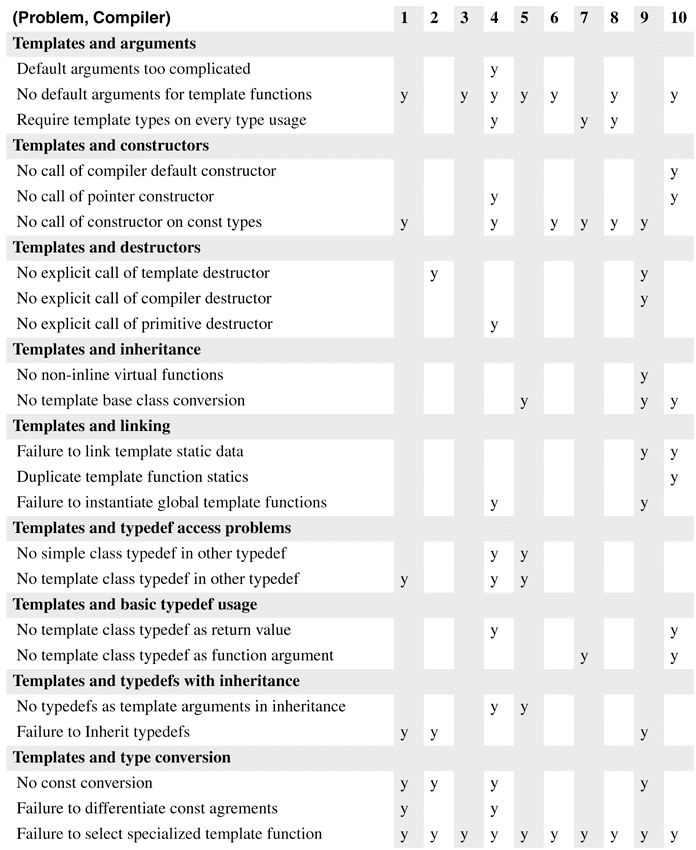 (Problem, Compiler) 1 2 3 4 5 6 7 8 9 10
Templates and arguments
Default arguments too complicated y
No default arguments for template functions y y y y y y y
Require template types on every type usage y y y
Templates and constructors
No call of compiler default constructor y
No call of pointer constructor y y
No call of constructor on const types y y y y y y
Templates and destructors
No explicit call of template destructor y y
No explicit call of compiler destructor y
No explicit call of primitive destructor y
Templates and inheritance
No non-inline virtual functions y
No template base class conversion y y y
Templates and linking
Failure to link template static data y y
Duplicate template function statics y
Failure to instantiate global template functions y y
Templates and typedef access problems
No simple class typedef in other typedef y y
No template class typedef in other typedef y y y
Templates and basic typedef usage
No template class typedef as return value y y
No template class typedef as function argument y y
Templates and typedefs with inheritance
No typedefs as template arguments in inheritance y y
Failure to Inherit typedefs y y y
Templates and type conversion
No const conversion y y y y
Failure to differentiate const agrements y y
Failure to select specialized template function y y y y y y y y y y